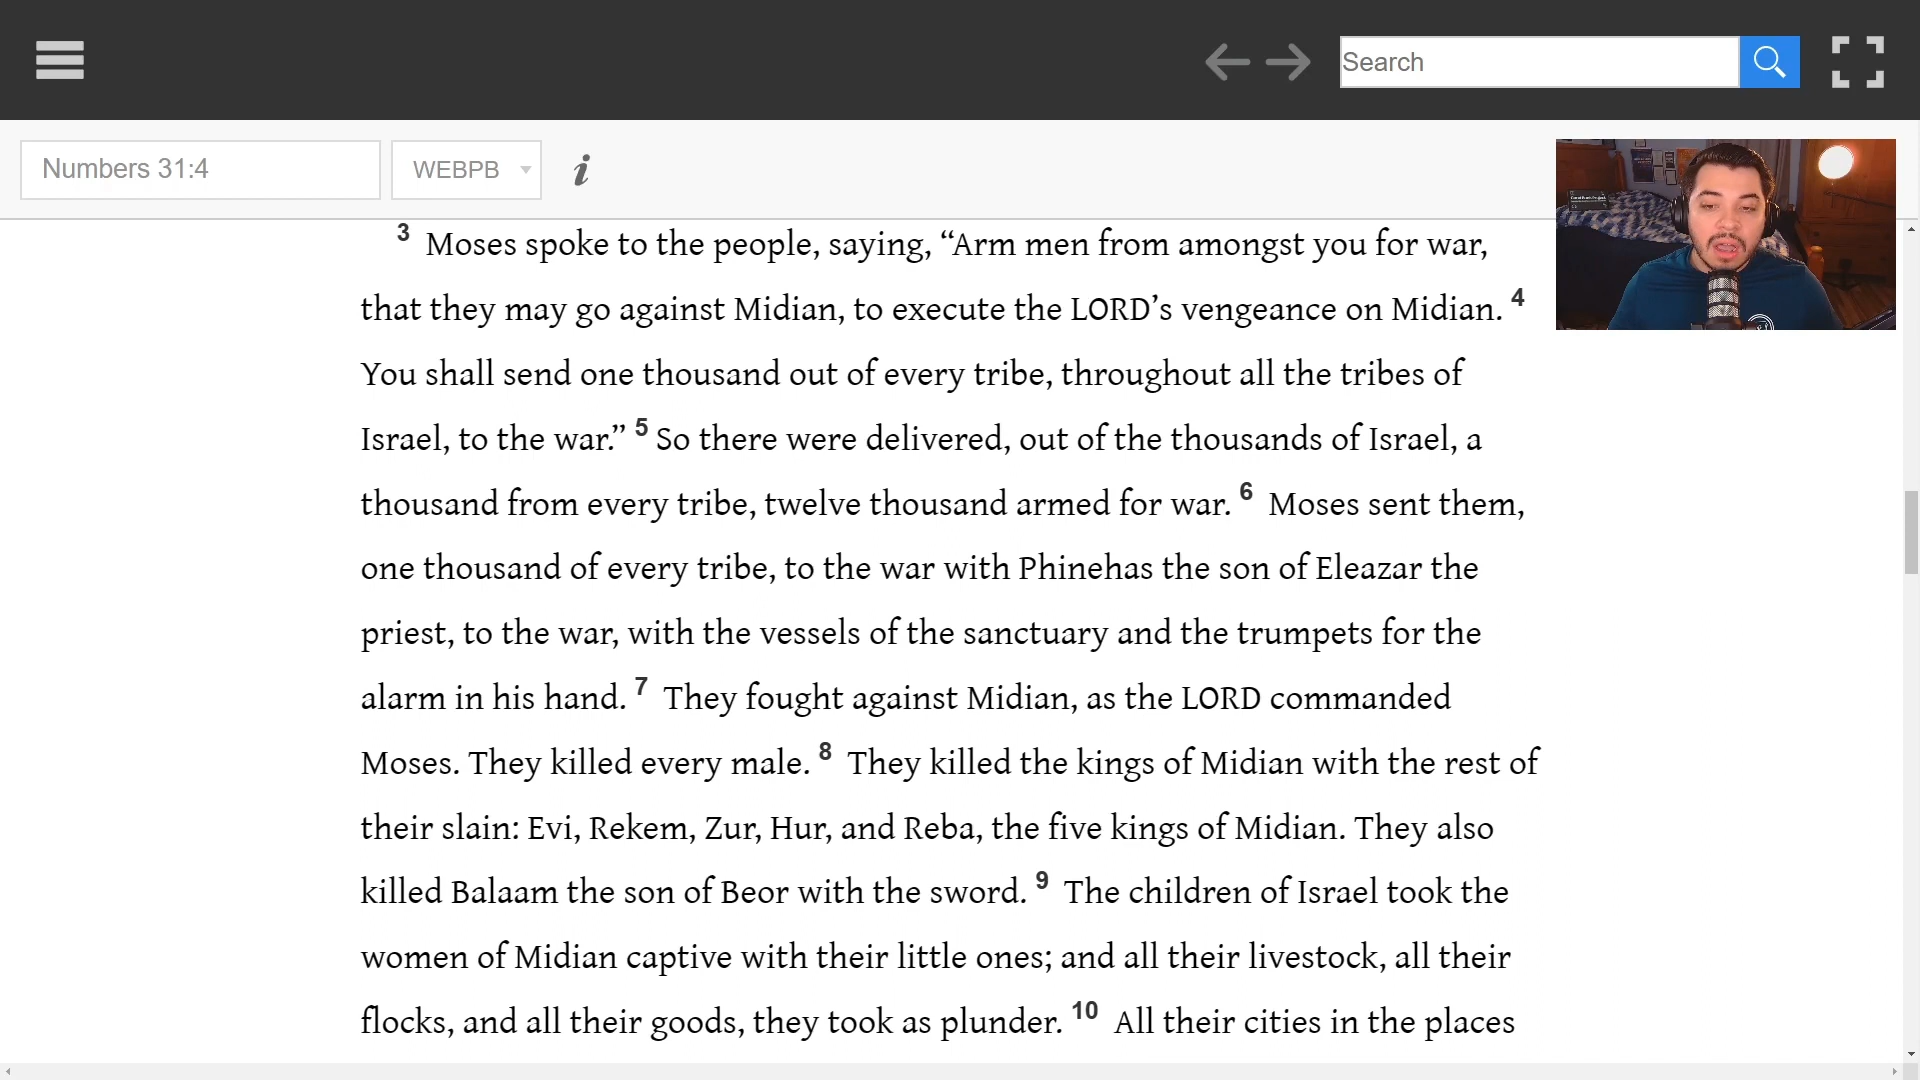 Search
Numbers 31:4
WEBPB
i
3 Moses spoke to the people, saying, “Arm men from amongst you for war,
that they may go against Midian, to execute the LORD’s vengeance on Midian. 4
You shall send one thousand out of every tribe, throughout all the tribes of
Israel, to the war.” 5 So there were delivered, out of the thousands of Israel, a
thousand from every tribe, twelve thousand armed for war. 6 Moses sent them,
one thousand of every tribe, to the war with Phinehas the son of Eleazar the
priest, to the war, with the vessels of the sanctuary and the trumpets for the
alarm in his hand. 7 They fought against Midian, as the LORD commanded
Moses. They killed every male. 8 They killed the kings of Midian with the rest of
their slain: Evi, Rekem, Zur, Hur, and Reba, the five kings of Midian. They also
killed Balaam the son of Beor with the sword. 9 The children of Israel took the
women of Midian captive with their little ones; and all their livestock, all their
flocks, and all their goods, they took as plunder. 10 All their cities in the places